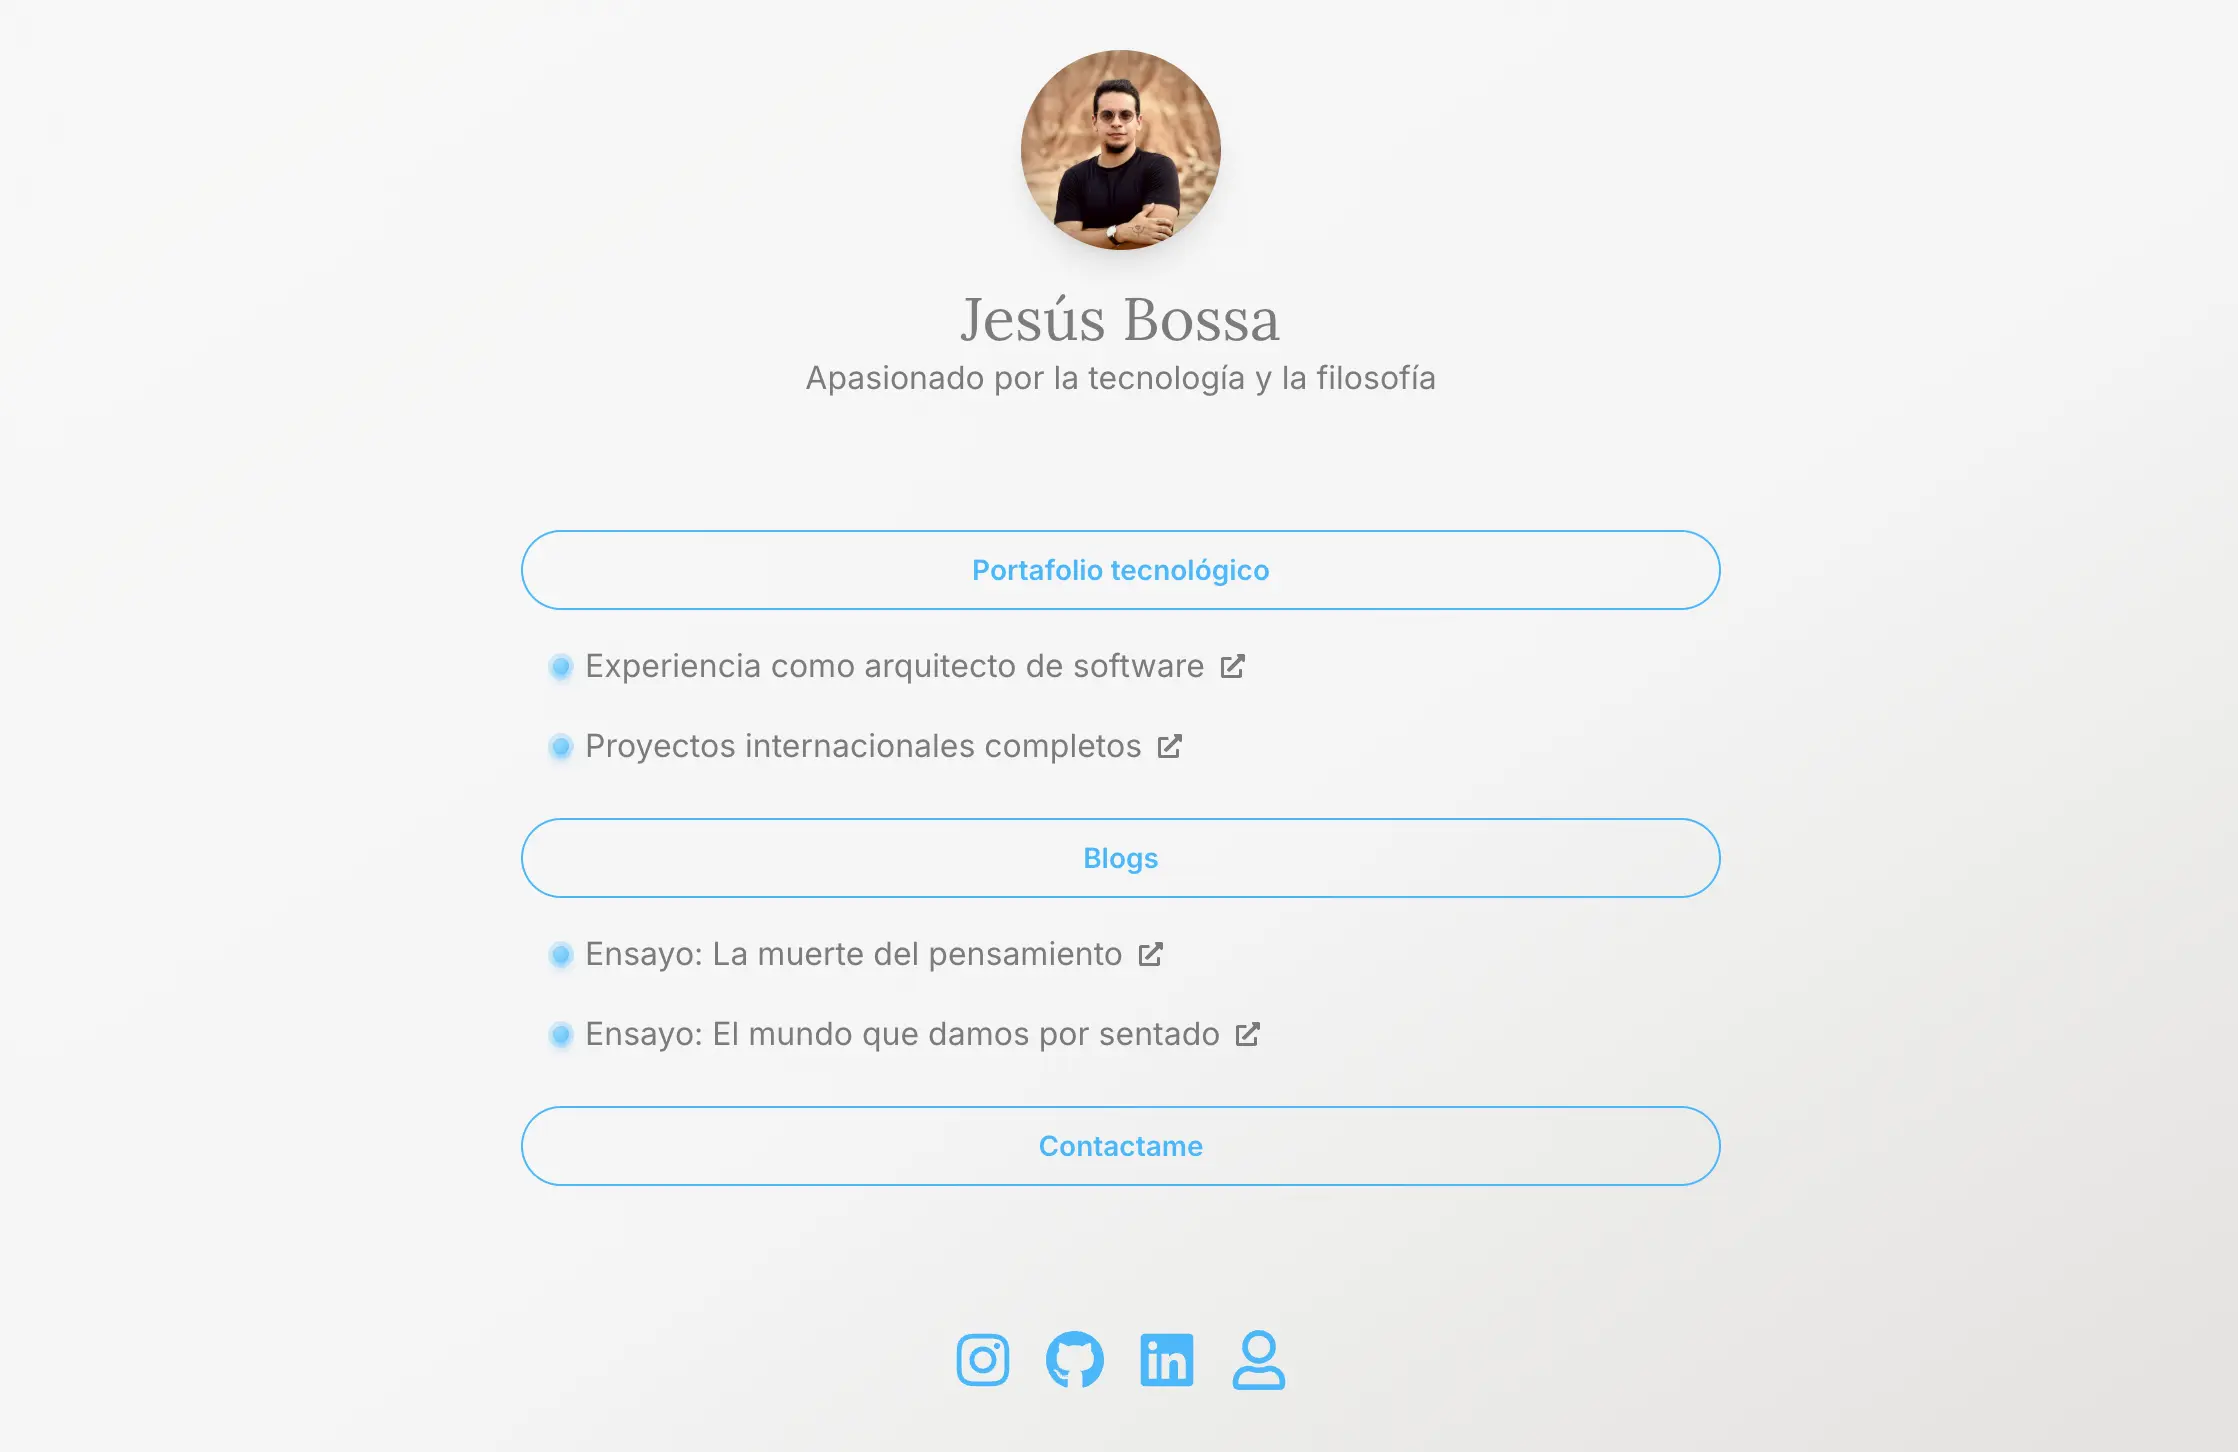 Jesús Bossa
Apasionado por la tecnología y la filosofía
Portafolio tecnológico
Experiencia como arquitecto de software
Proyectos internacionales completos
Blogs
Ensayo: La muerte del pensamiento
Ensayo: El mundo que damos por sentado
Contactame